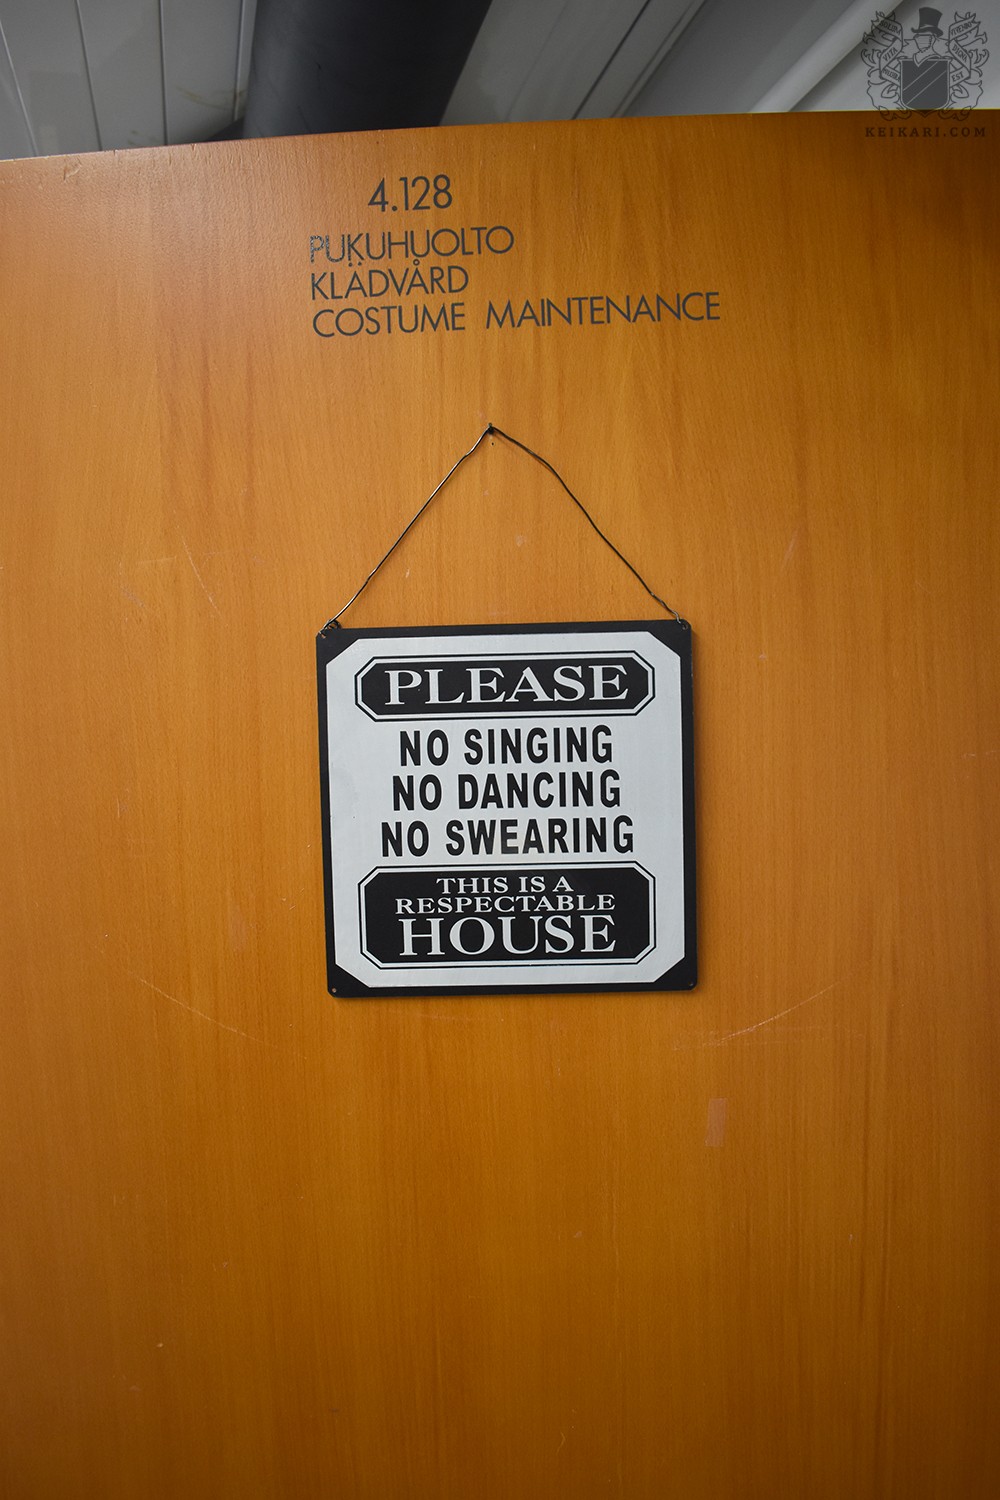 KEIKARI.COM
4.128
PUKUHUOLTO
KLÄDVÅRD
COSTUME MAINTENANCE
PLEASE
NO SINGING
NO DANCING
NO SWEARING
THIS IS A
RESPECTABLE
HOUSE